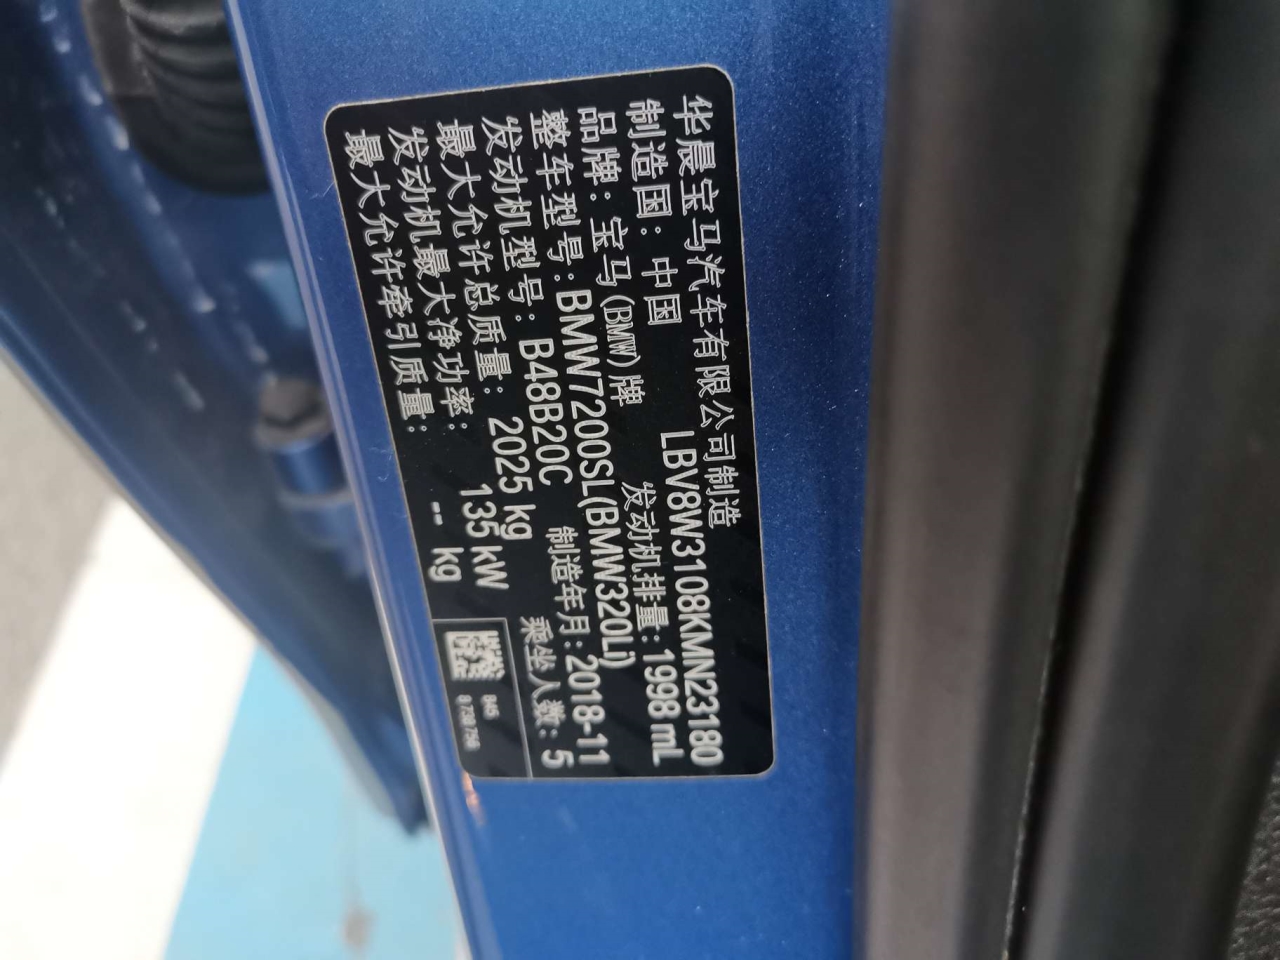 华晨宝马汽车有限公司制造
制造国：中国 LBV8W3108KMN23180
品牌：宝马(BMW)牌 发动机排量：1998 mL
整车型号：BMW7200SL(BMW320Li)
发动机型号：B48B20C 制造年月：2018-11
最大允许总质量：2025 kg 乘坐人数：5
发动机最大净功率：135 kW
最大允许牵引质量：-- kg